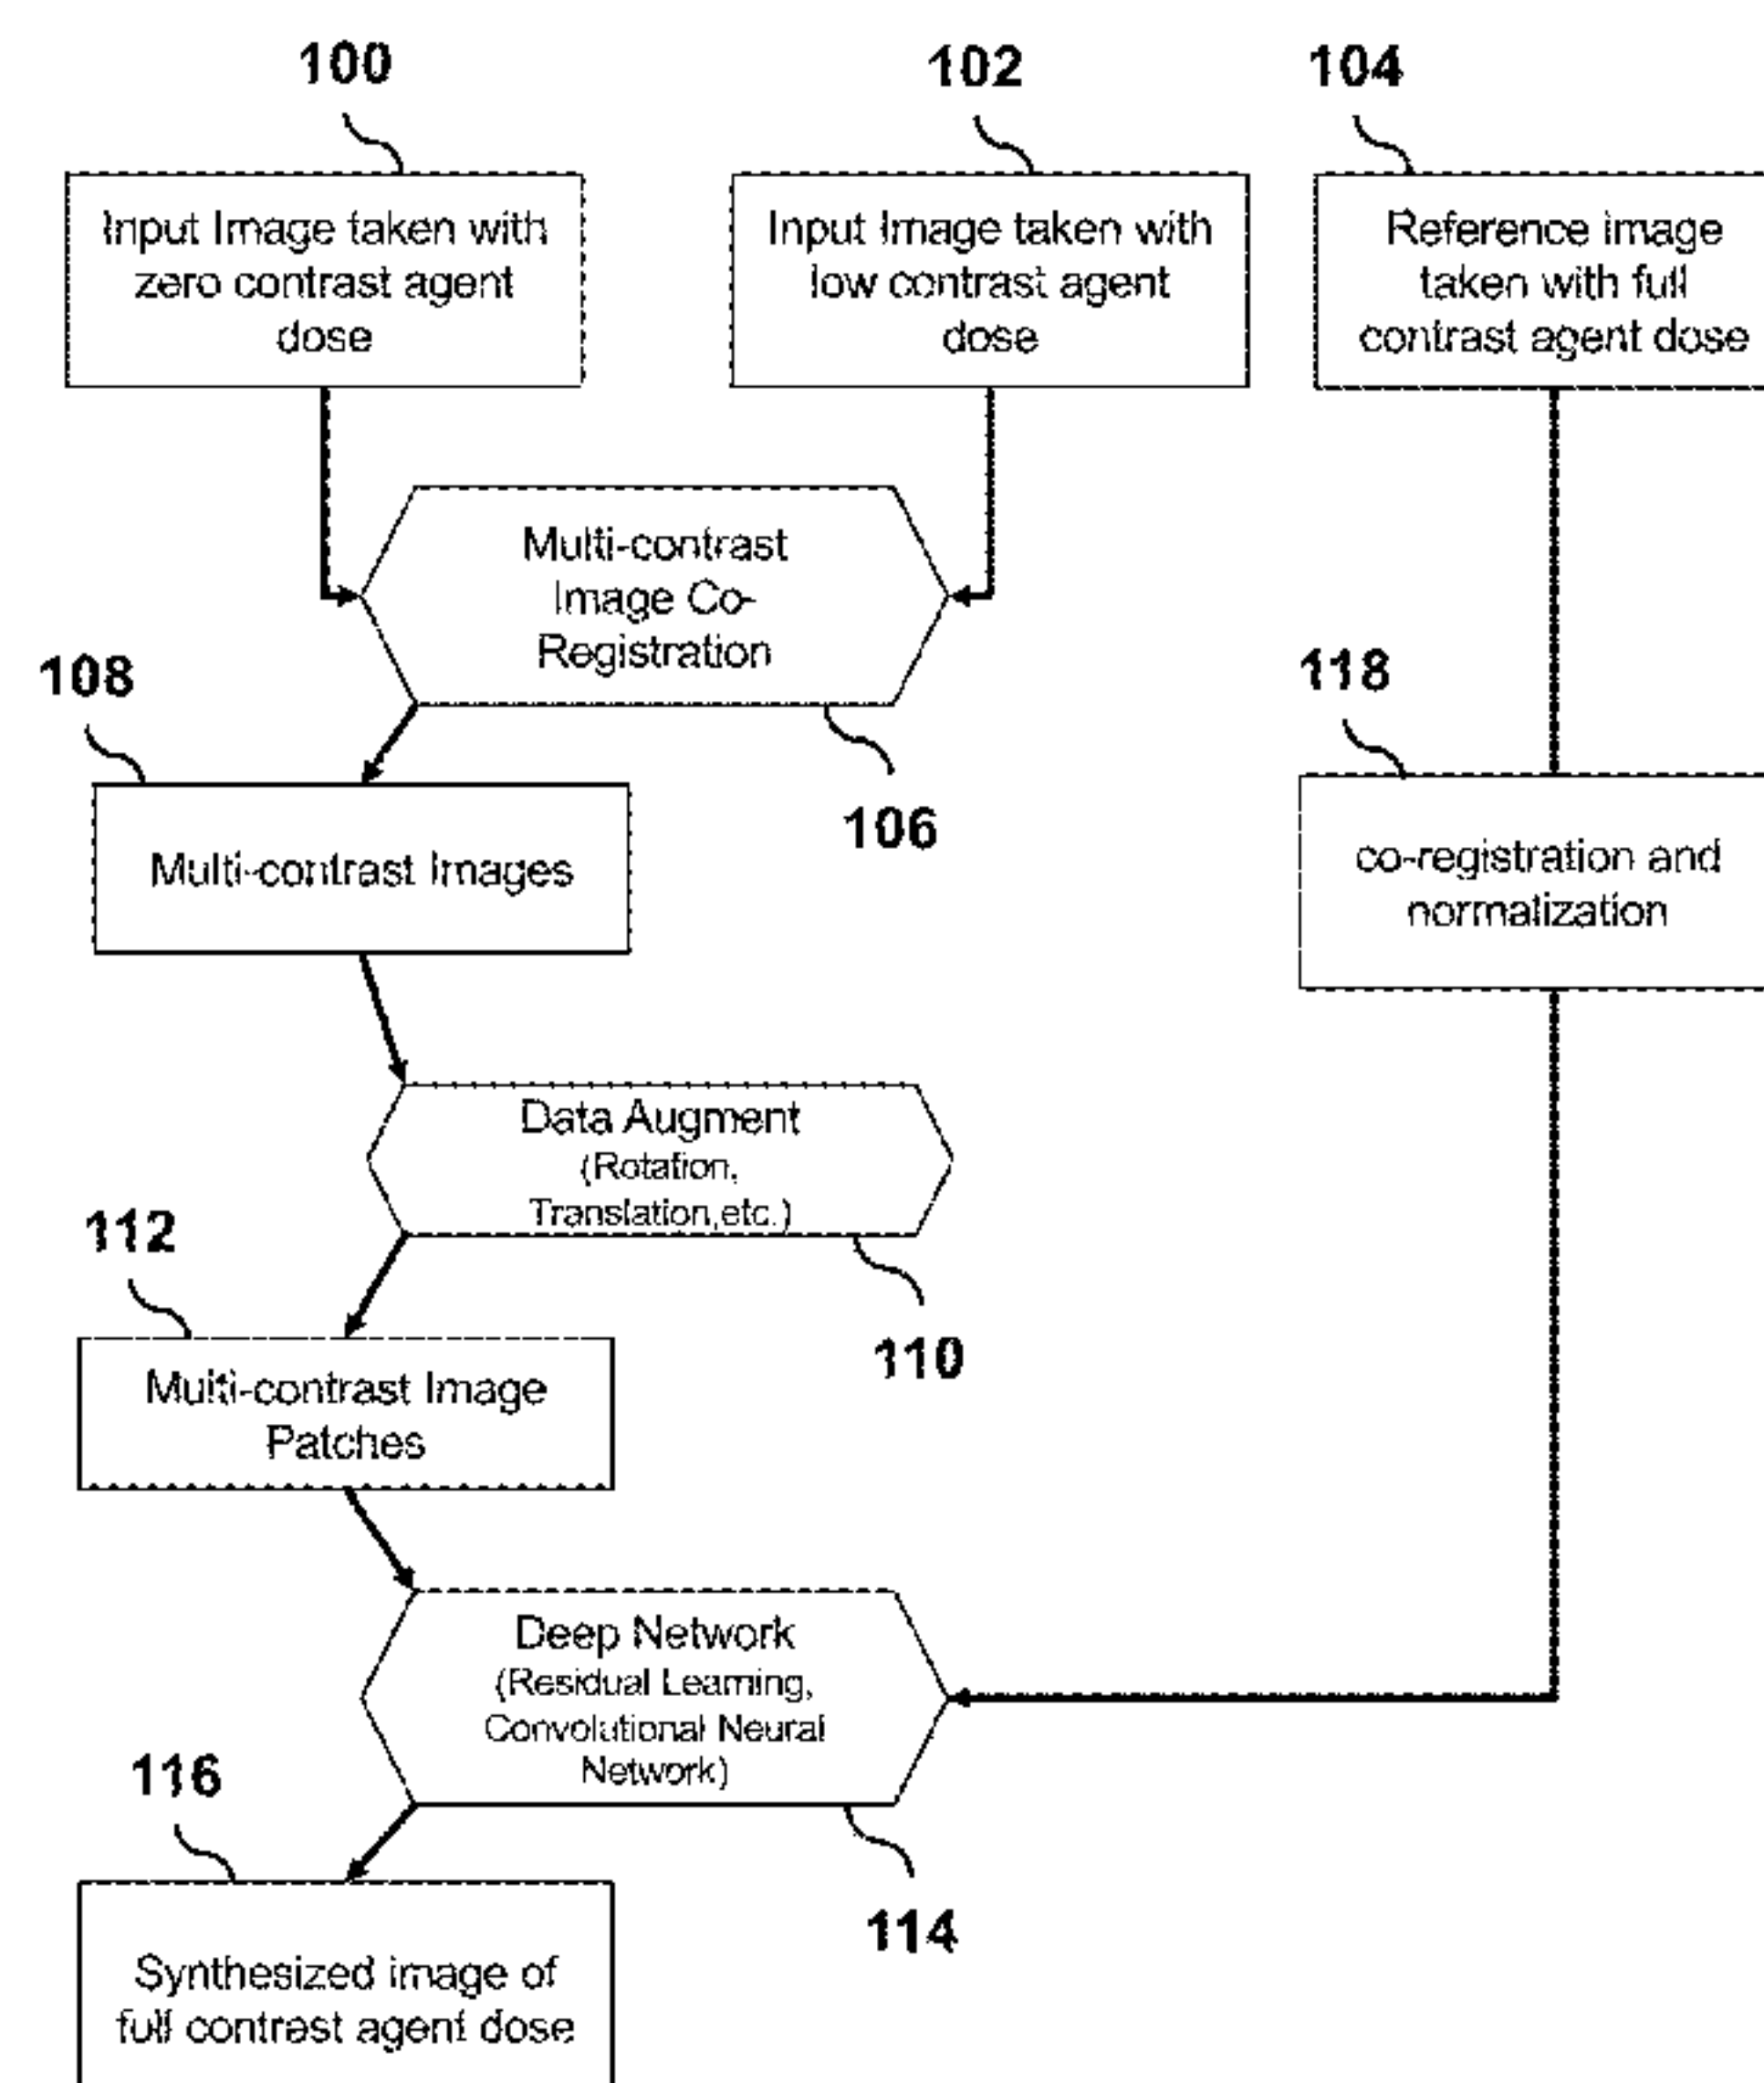 100
102
104
Input Image taken with
zero contrast agent
dose
Input Image taken with
low contrast agent
dose
Reference image
taken with full
contrast agent dose
Multi-contrast
Image Co-
Registration
108
118
106
Multi-contrast Images
co-registration and
normalization
Data Augment
(Rotation,
Translation,etc.)
112
110
Multi-contrast Image
Patches
Deep Network
(Residual Learning,
Convolutional Neural
Network)
116
114
Synthesized image of
full contrast agent dose